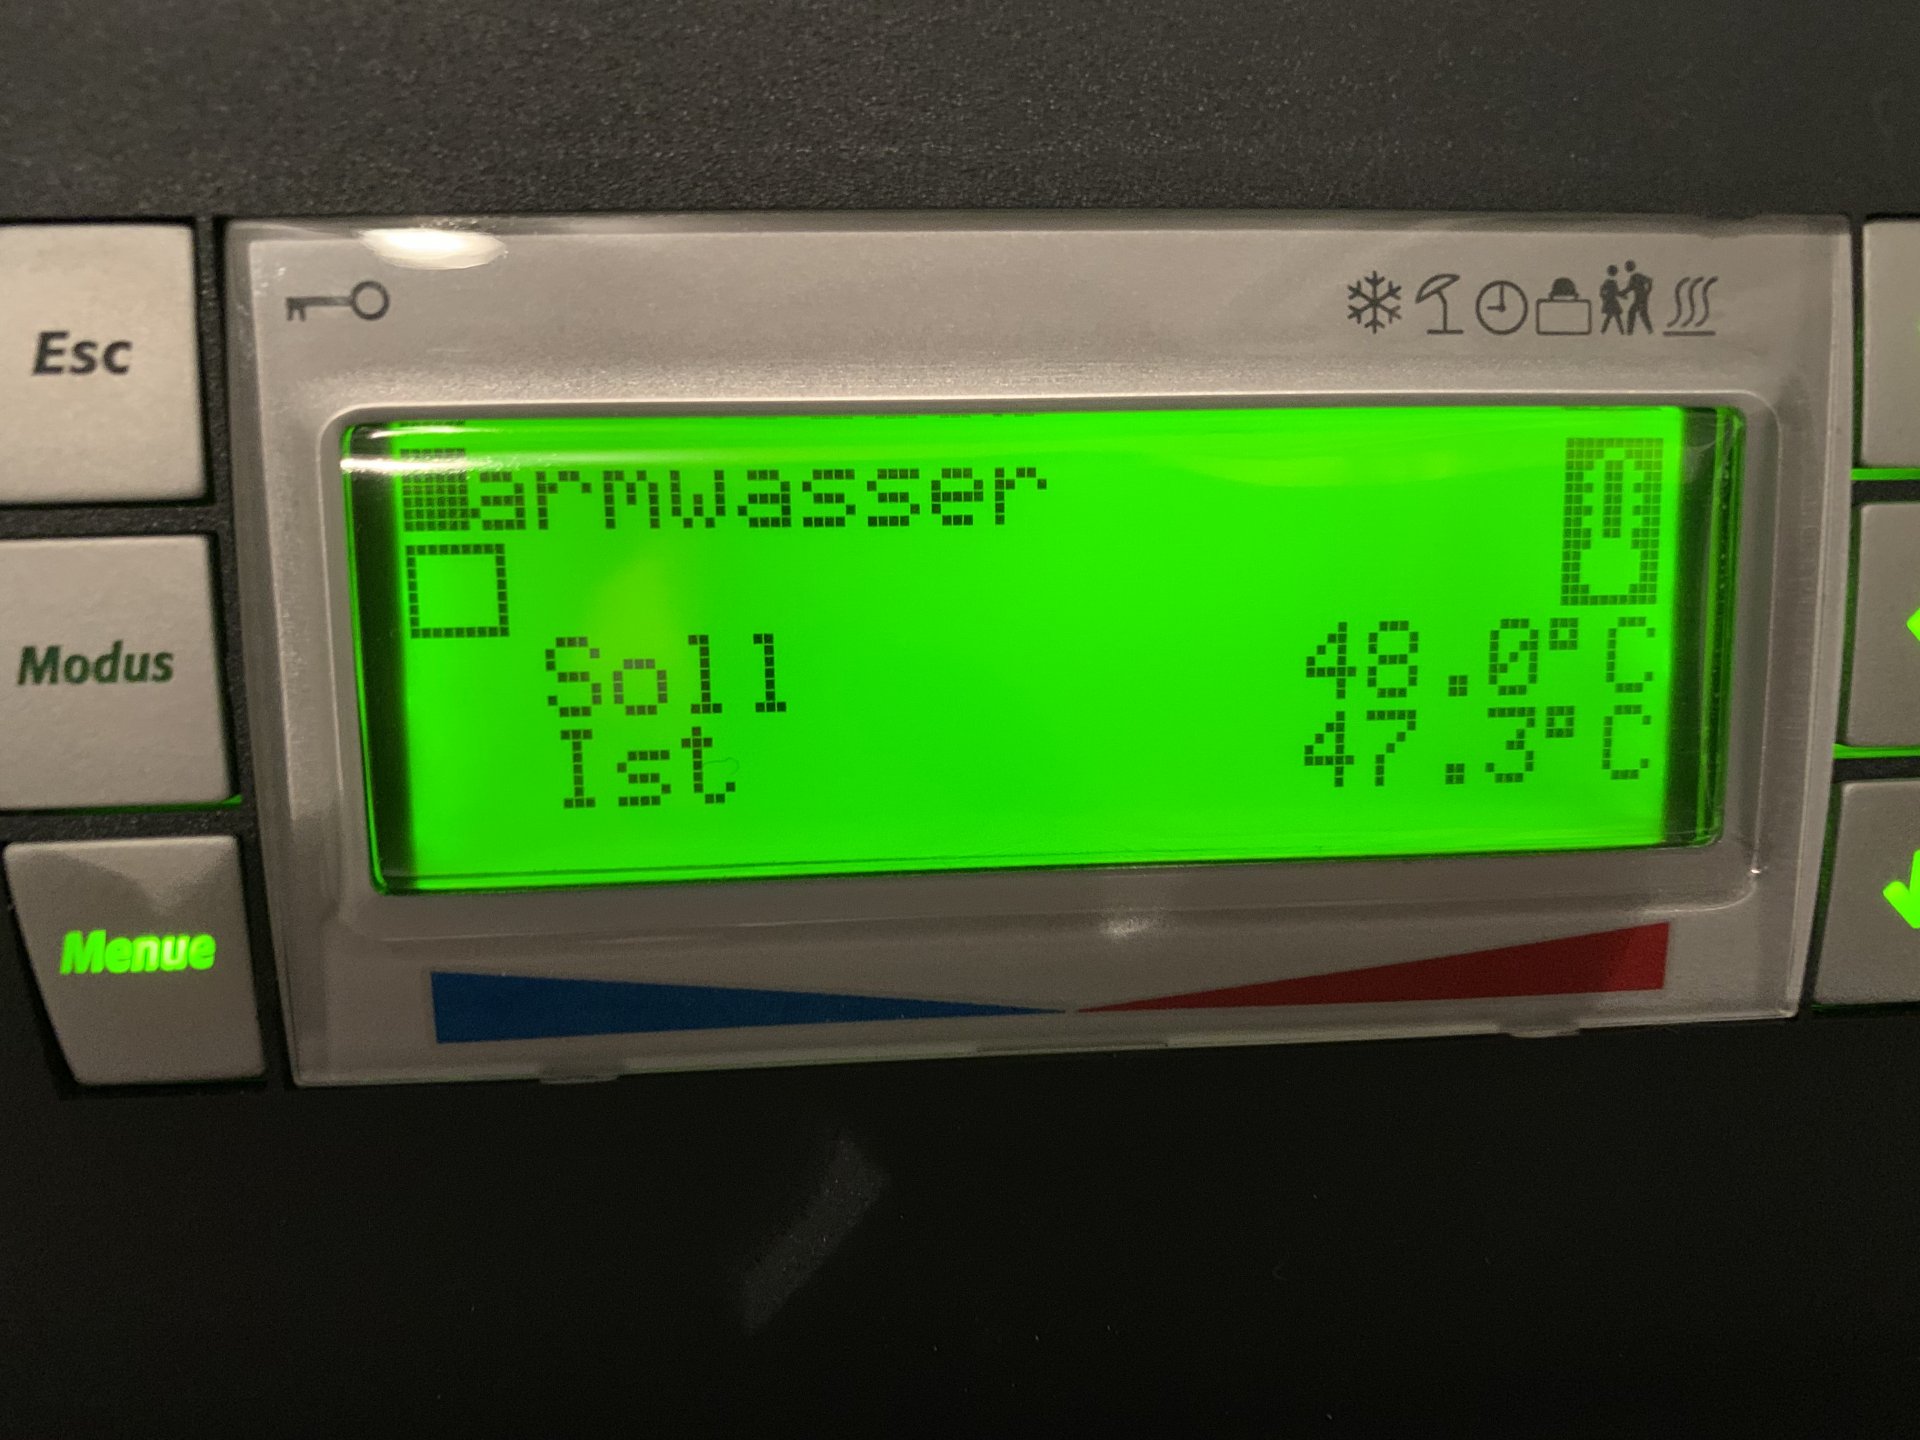 Esc
Modus
Menue
armwasser
Soll 48.0°C
Ist 47.3°C